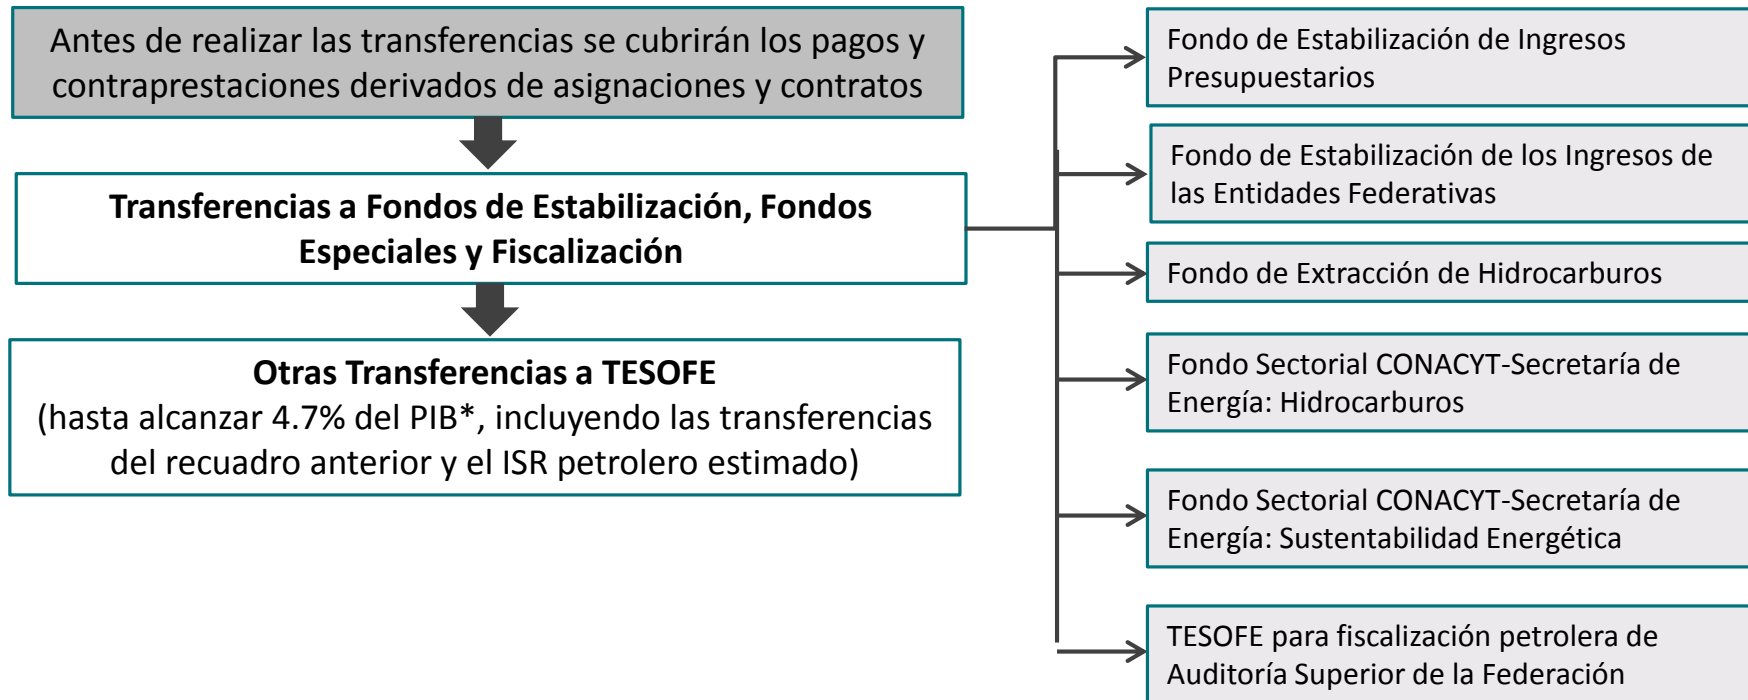 Antes de realizar las transferencias se cubrirán los pagos y
contraprestaciones derivados de asignaciones y contratos
Transferencias a Fondos de Estabilización, Fondos
Especiales y Fiscalización
Otras Transferencias a TESOFE
(hasta alcanzar 4.7% del PIB*, incluyendo las transferencias
del recuadro anterior y el ISR petrolero estimado)
Fondo de Estabilización de Ingresos
Presupuestarios
Fondo de Estabilización de los Ingresos de
las Entidades Federativas
Fondo de Extracción de Hidrocarburos
Fondo Sectorial CONACYT-Secretaría de
Energía: Hidrocarburos
Fondo Sectorial CONACYT-Secretaría de
Energía: Sustentabilidad Energética
TESOFE para fiscalización petrolera de
Auditoría Superior de la Federación